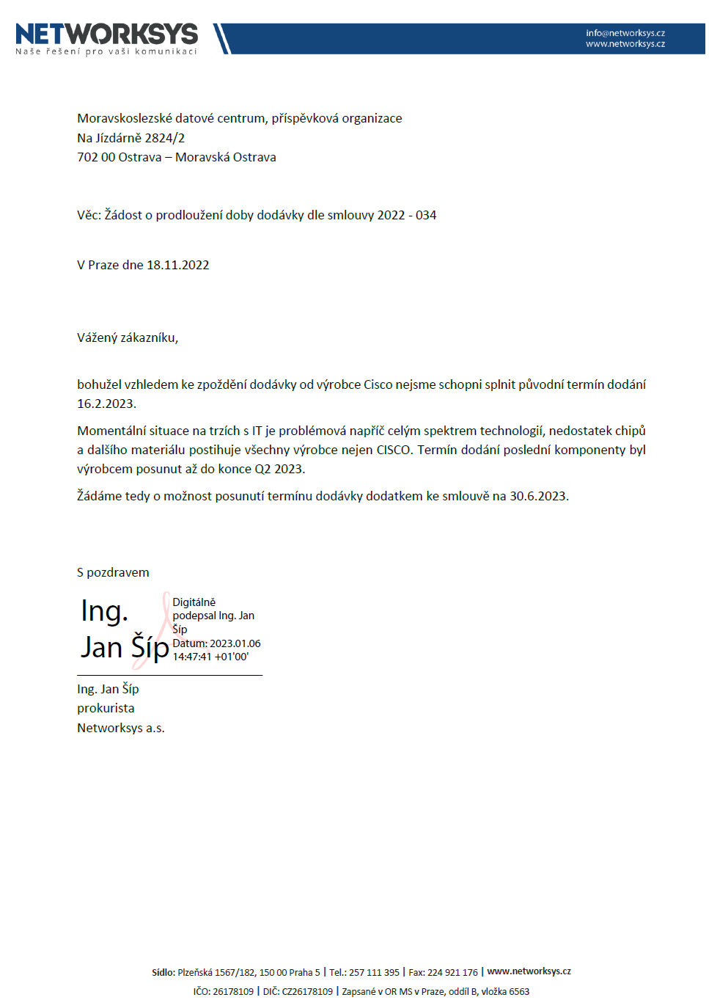 NETWORKSYS
Naše řešení pro vaši komunikaci
info@networksys.cz
www.networksys.cz
Moravskoslezské datové centrum, příspěvková organizace
Na Jízdárně 2824/2
702 00 Ostrava – Moravská Ostrava
Věc: Žádost o prodloužení doby dodávky dle smlouvy 2022 - 034
V Praze dne 18.11.2022
Vážený zákazníku,
bohužel vzhledem ke zpoždění dodávky od výrobce Cisco nejsme schopni splnit původní termín dodání
16.2.2023.
Momentální situace na trzích s IT je problémová napříč celým spektrem technologií, nedostatek chipů
a dalšího materiálu postihuje všechny výrobce nejen CISCO. Termín dodání poslední komponenty byl
výrobcem posunut až do konce Q2 2023.
Žádáme tedy o možnost posunutí termínu dodávky dodatkem ke smlouvě na 30.6.2023.
S pozdravem
Ing.
Jan Šíp
Digitálně
podepsal Ing. Jan
Šíp
Datum: 2023.01.06
14:47:41 +01'00'
Ing. Jan Šíp
prokurista
Networksys a.s.
Sídlo: Plzeňská 1567/182, 150 00 Praha 5 | Tel.: 257 111 395 | Fax: 224 921 176 | www.networksys.cz
IČO: 26178109 | DIČ: CZ26178109 | Zapsané v OR MS v Praze, oddíl B, vložka 6563